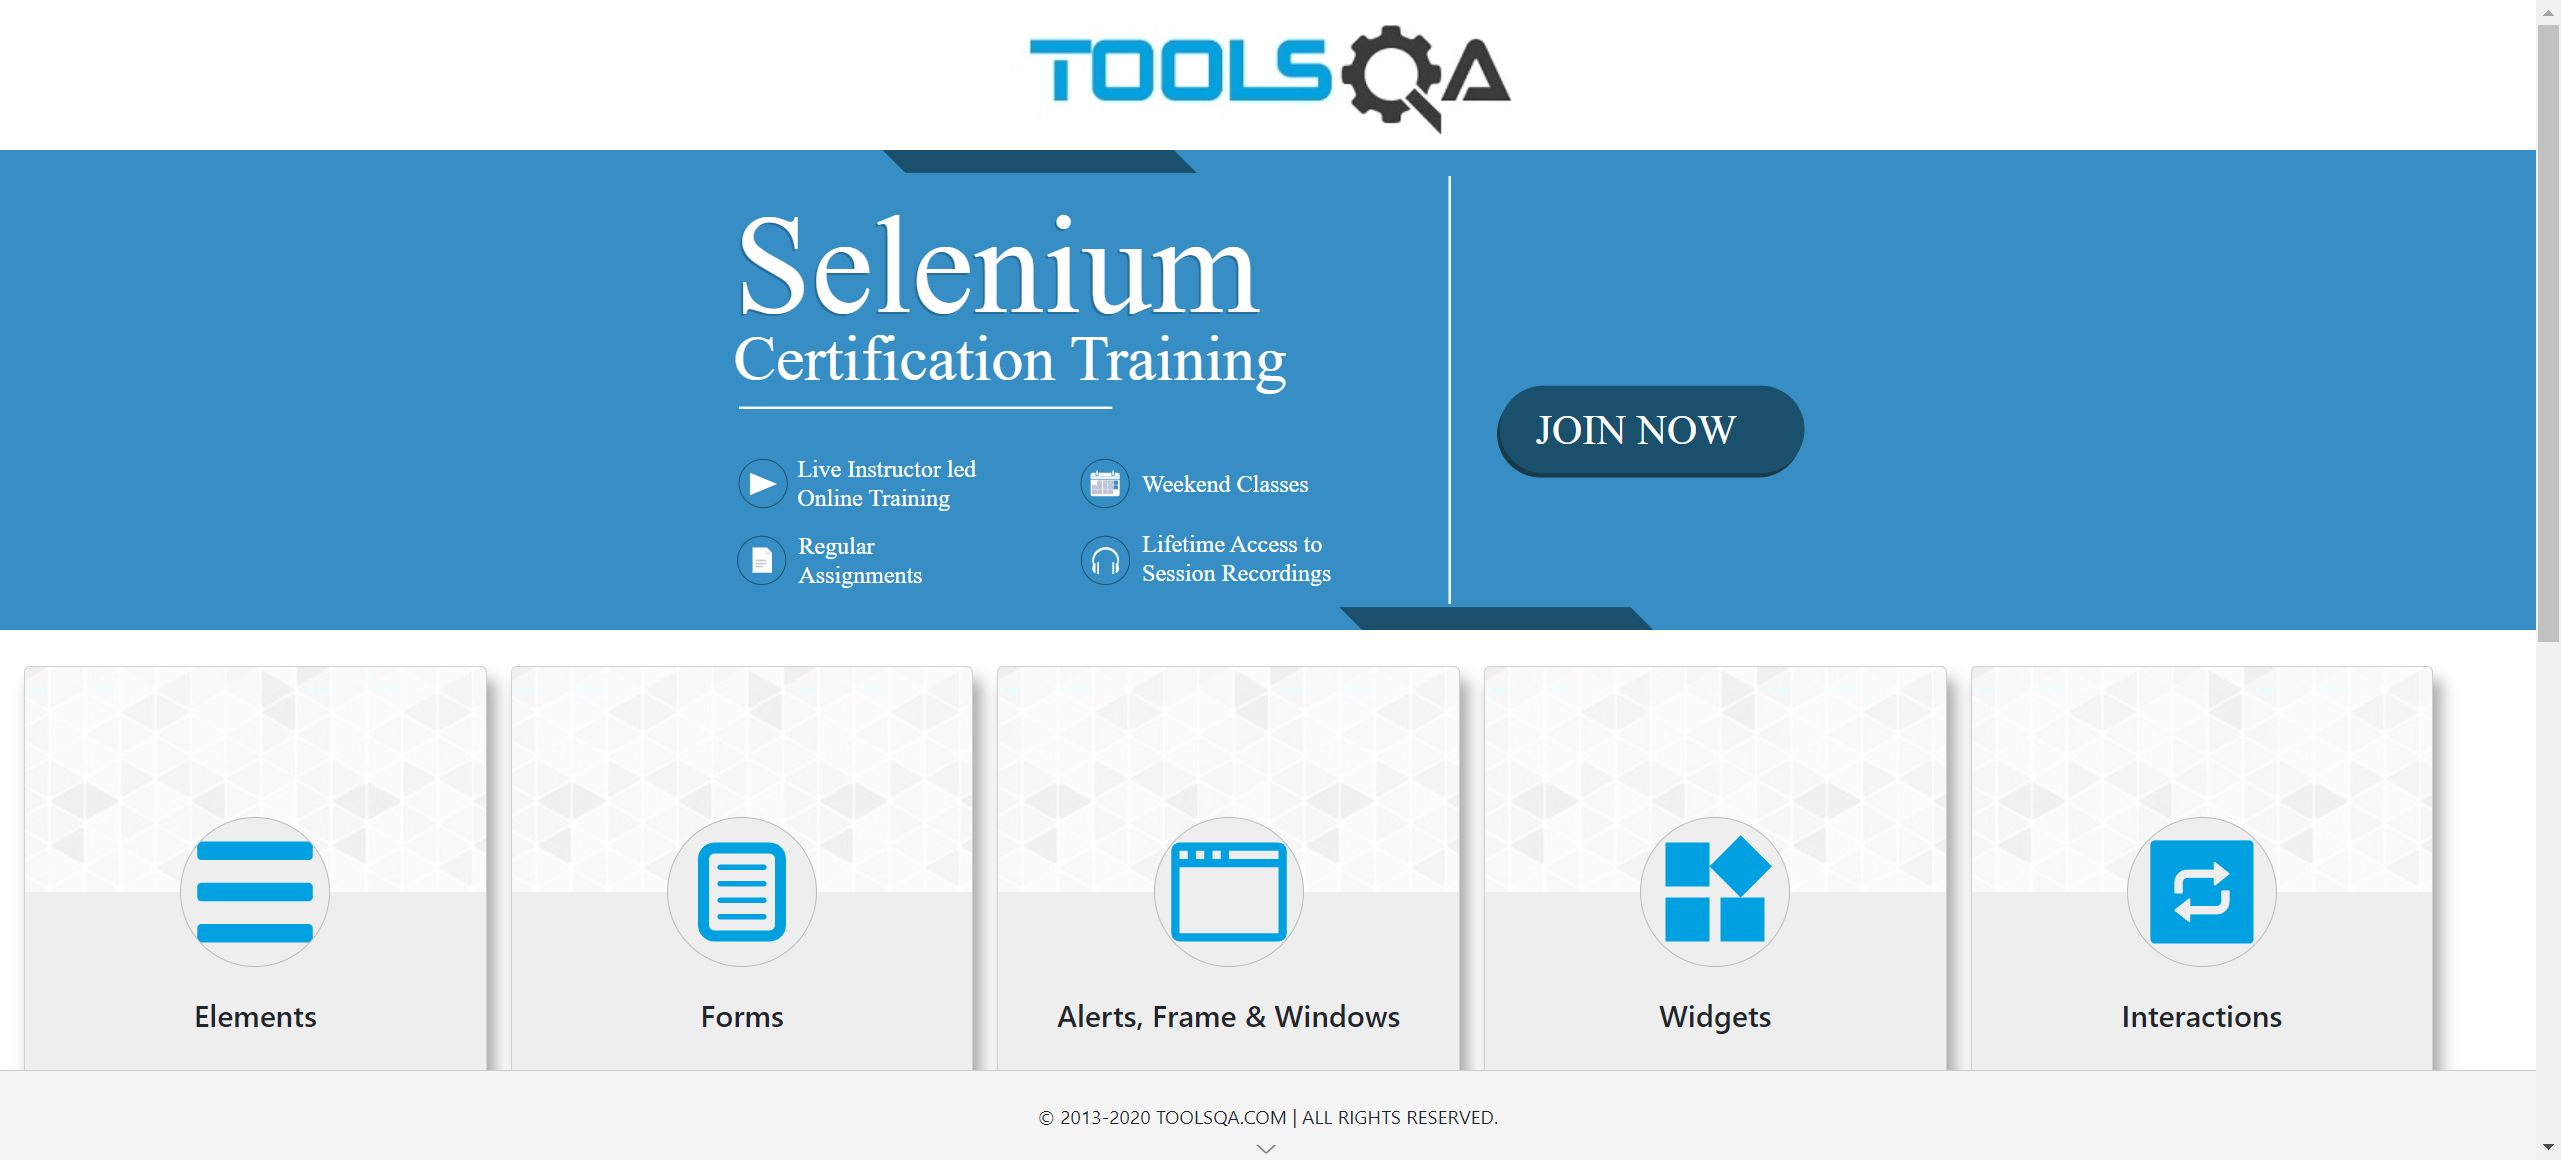 TOOLSQA
Selenium
Certification Training
JOIN NOW
Live Instructor led
Online Training
Weekend Classes
Regular
Assignments
Lifetime Access to
Session Recordings
Elements
Forms
Alerts, Frame & Windows
Widgets
Interactions
© 2013-2020 TOOLSQA.COM | ALL RIGHTS RESERVED.